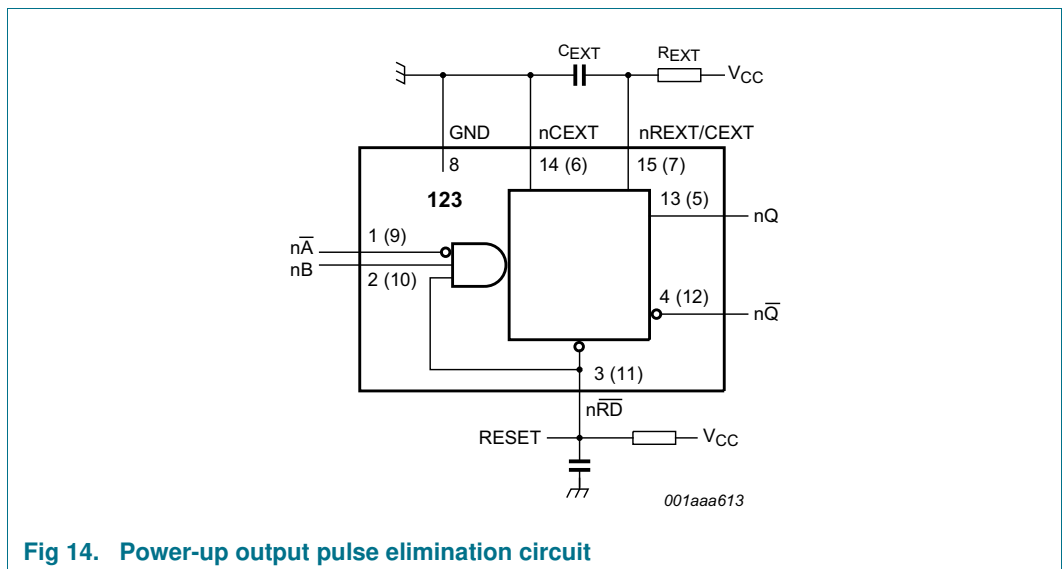 CEXT
REXT
VCC
GND
nCEXT
nREXT/CEXT
8
14 (6)
15 (7)
123
13 (5)
nQ
1 (9)
nA̅
nB
2 (10)
4 (12)
nQ̅
3 (11)
nR̅D̅
RESET
VCC
001aaa613
Fig 14. Power-up output pulse elimination circuit